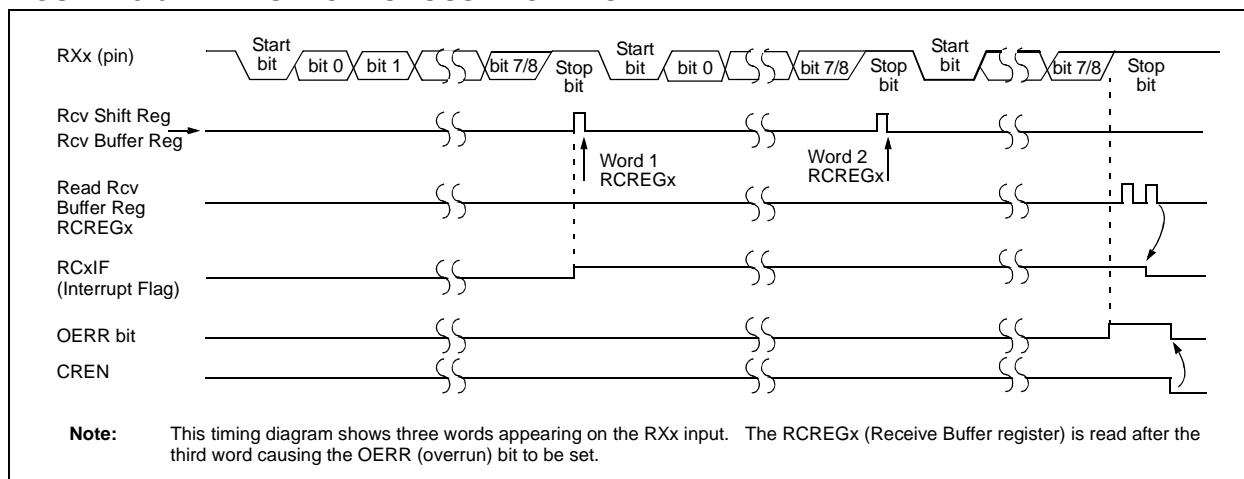 RXx (pin)
Start bit
bit 0
bit 1
bit 7/8
Stop bit
Start bit
bit 0
bit 7/8
Stop bit
Start bit
bit 7/8
Stop bit
Rcv Shift Reg
Rcv Buffer Reg
Word 1
RCREGx
Word 2
RCREGx
Read Rcv
Buffer Reg
RCREGx
RCxIF
(Interrupt Flag)
OERR bit
CREN
Note: This timing diagram shows three words appearing on the RXx input. The RCREGx (Receive Buffer register) is read after the
third word causing the OERR (overrun) bit to be set.